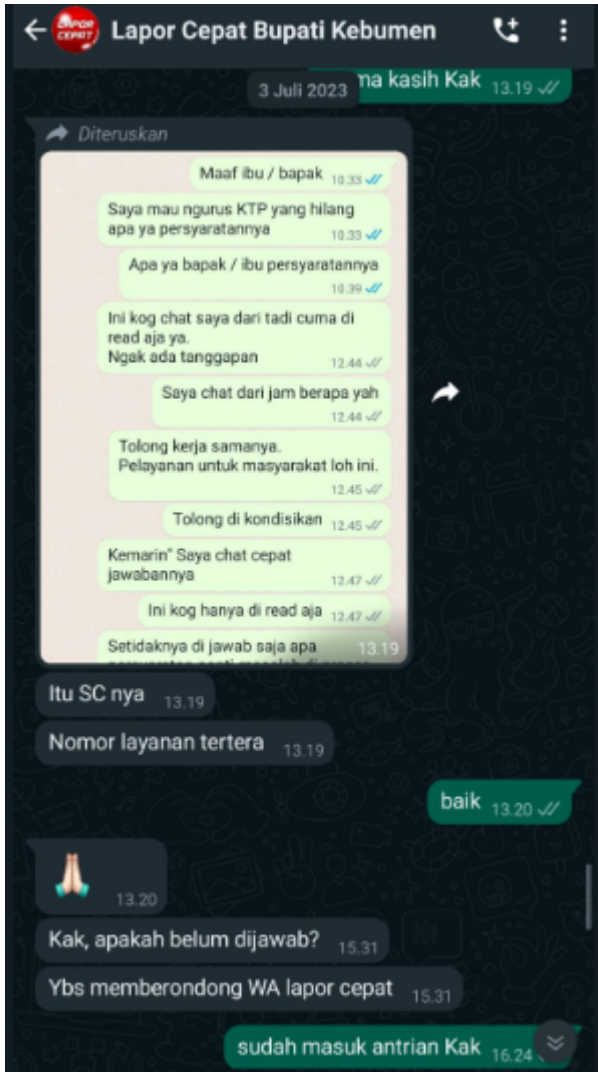 LAPOR CEPAT
Lapor Cepat Bupati Kebumen
ma kasih Kak 13.19
3 Juli 2023
Diteruskan
Maaf ibu / bapak 10.33
Saya mau ngurus KTP yang hilang
apa ya persyaratannya 10.33
Apa ya bapak / ibu persyaratannya
10.39
Ini kog chat saya dari tadi cuma di
read aja ya.
Ngak ada tanggapan 12.44
Saya chat dari jam berapa yah
12.44
Tolong kerja samanya.
Pelayanan untuk masyarakat loh ini.
12.45
Tolong di kondisikan 12.45
Kemarin" Saya chat cepat
jawabannya 12.47
Ini kog hanya di read aja 12.47
Setidaknya di jawab saja apa
13.19
Itu SC nya 13.19
Nomor layanan tertera 13.19
baik 13.20
🙏🏻
13.20
Kak, apakah belum dijawab? 15.31
Ybs memberondong WA lapor cepat 15.31
sudah masuk antrian Kak 16.24